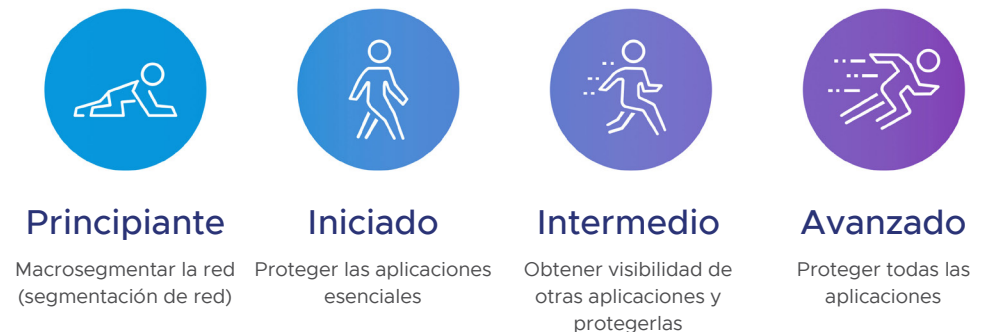 Principiante
Macrosegmentar la red
(segmentación de red)
Iniciado
Proteger las aplicaciones
esenciales
Intermedio
Obtener visibilidad de
otras aplicaciones y
protegerlas
Avanzado
Proteger todas las
aplicaciones